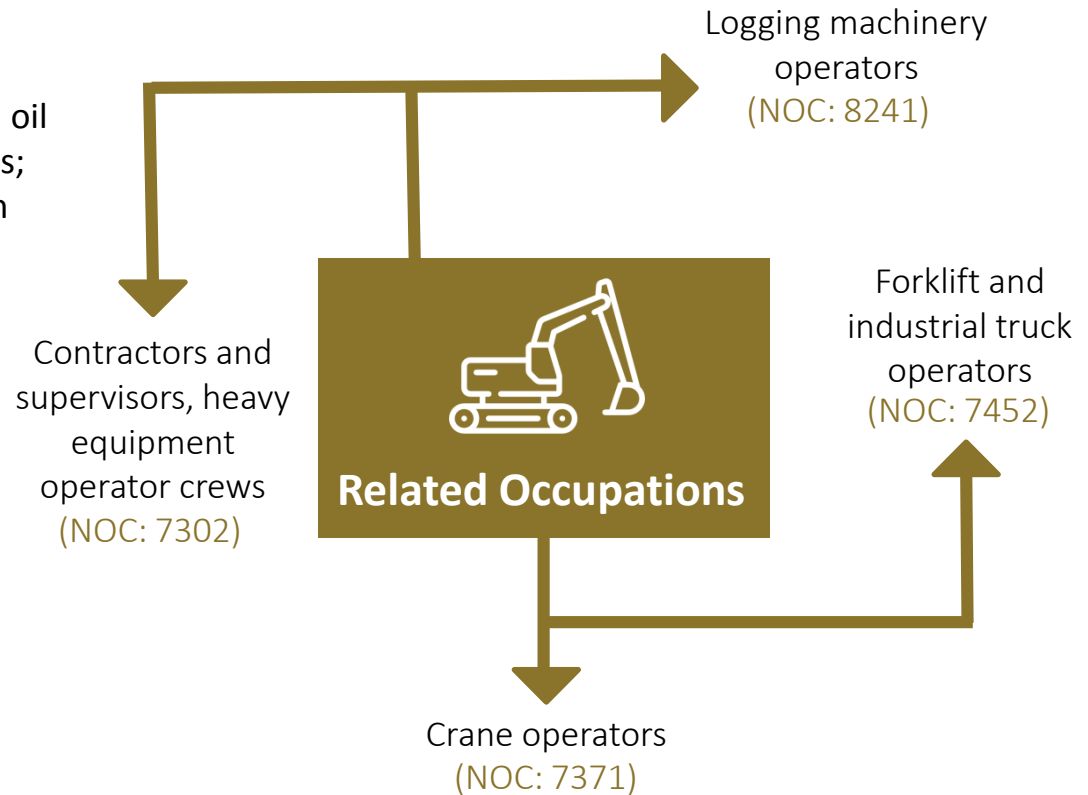 Logging machinery
operators
(NOC: 8241)
oil
s;
Contractors and
supervisors, heavy
equipment
operator crews
(NOC: 7302)
Related Occupations
Forklift and
industrial truck
operators
(NOC: 7452)
Crane operators
(NOC: 7371)